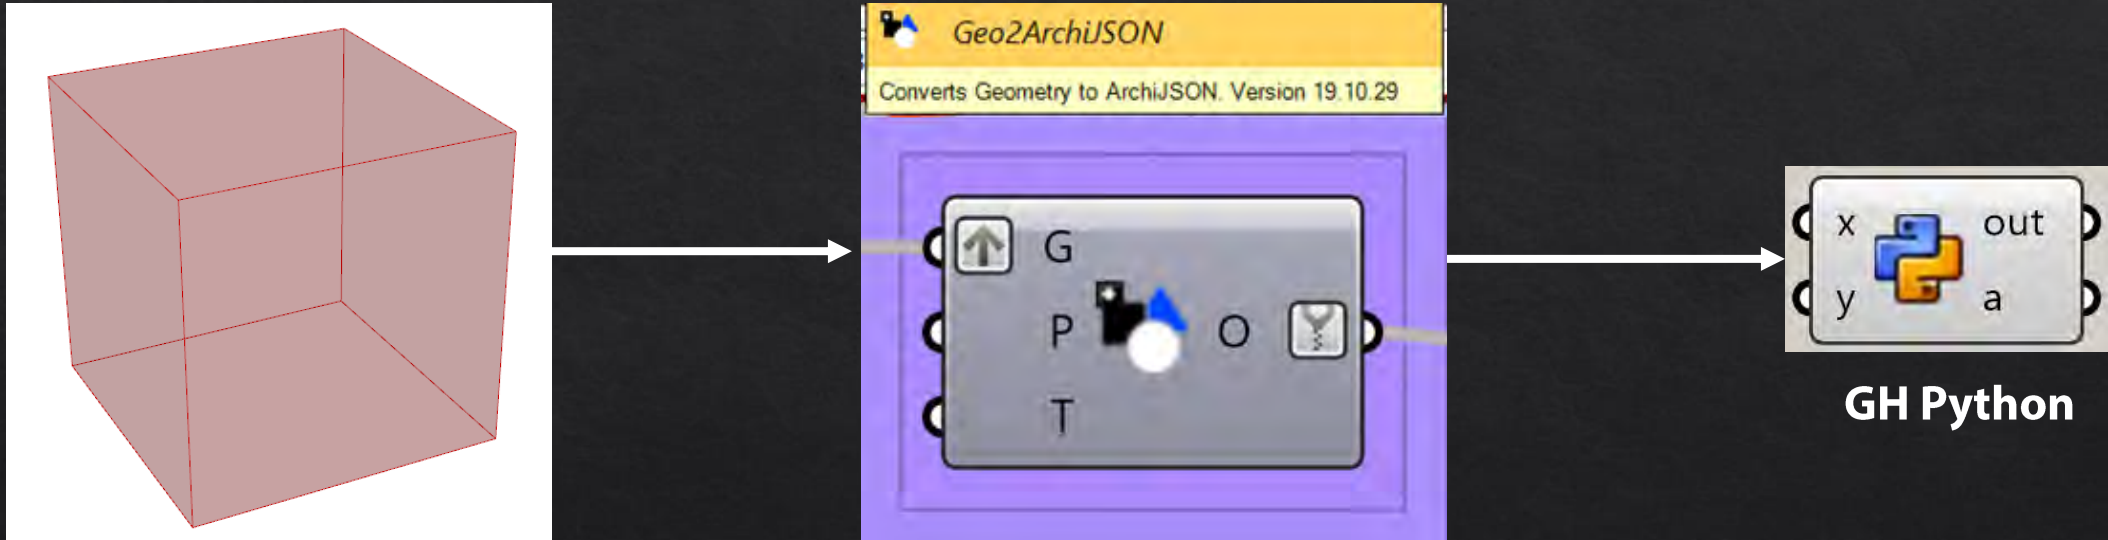 Geo2ArchiJSON
Converts Geometry to ArchiJSON. Version 19.10.29
G
P
O
T
x
out
y
a
GH Python